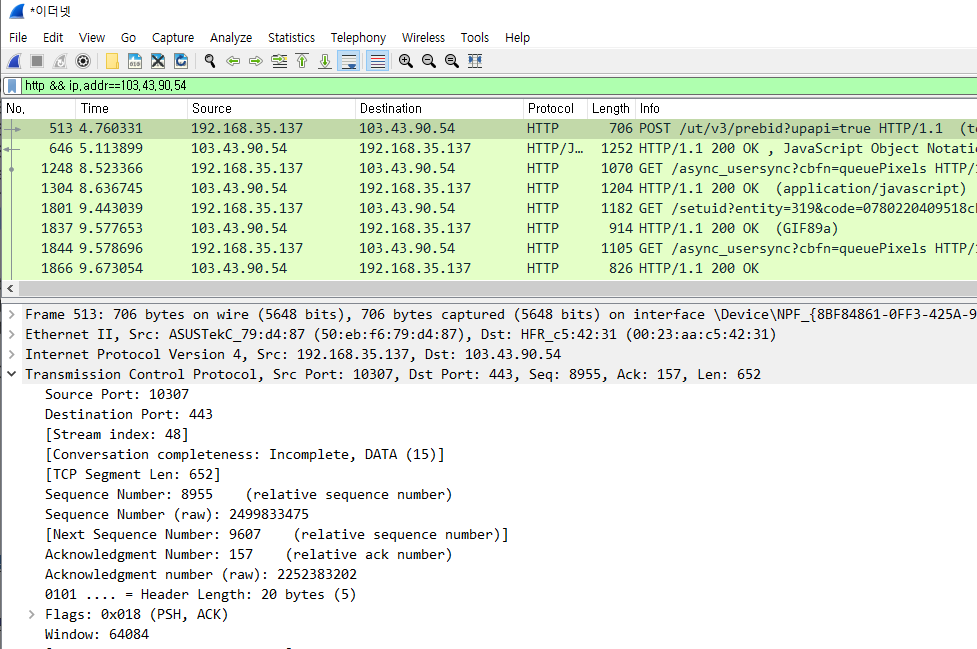 *이더넷
File Edit View Go Capture Analyze Statistics Telephony Wireless Tools Help
http && ip.addr==103.43.90.54
No. Time Source Destination Protocol Length Info
513 4.760331 192.168.35.137 103.43.90.54 HTTP 706 POST /ut/v3/prebid?upapi=true HTTP/1.1 (te
646 5.113899 103.43.90.54 192.168.35.137 HTTP/J… 1252 HTTP/1.1 200 OK , JavaScript Object Notatio
1248 8.523366 192.168.35.137 103.43.90.54 HTTP 1070 GET /async_usersync?cbfn=queuePixels HTTP/1
1304 8.636745 103.43.90.54 192.168.35.137 HTTP 1204 HTTP/1.1 200 OK (application/javascript)
1801 9.443039 192.168.35.137 103.43.90.54 HTTP 1182 GET /setuid?entity=319&code=0780220409518cb
1837 9.577653 103.43.90.54 192.168.35.137 HTTP 914 HTTP/1.1 200 OK (GIF89a)
1844 9.578696 192.168.35.137 103.43.90.54 HTTP 1105 GET /async_usersync?cbfn=queuePixels HTTP/1
1866 9.673054 103.43.90.54 192.168.35.137 HTTP 826 HTTP/1.1 200 OK
Frame 513: 706 bytes on wire (5648 bits), 706 bytes captured (5648 bits) on interface \Device\NPF_{8BF84861-0FF3-425A-9
Ethernet II, Src: ASUSTekC_79:d4:87 (50:eb:f6:79:d4:87), Dst: HFR_c5:42:31 (00:23:aa:c5:42:31)
Internet Protocol Version 4, Src: 192.168.35.137, Dst: 103.43.90.54
Transmission Control Protocol, Src Port: 10307, Dst Port: 443, Seq: 8955, Ack: 157, Len: 652
Source Port: 10307
Destination Port: 443
[Stream index: 48]
[Conversation completeness: Incomplete, DATA (15)]
[TCP Segment Len: 652]
Sequence Number: 8955 (relative sequence number)
Sequence Number (raw): 2499833475
[Next Sequence Number: 9607 (relative sequence number)]
Acknowledgment Number: 157 (relative ack number)
Acknowledgment number (raw): 2252383202
0101 .... = Header Length: 20 bytes (5)
Flags: 0x018 (PSH, ACK)
Window: 64084